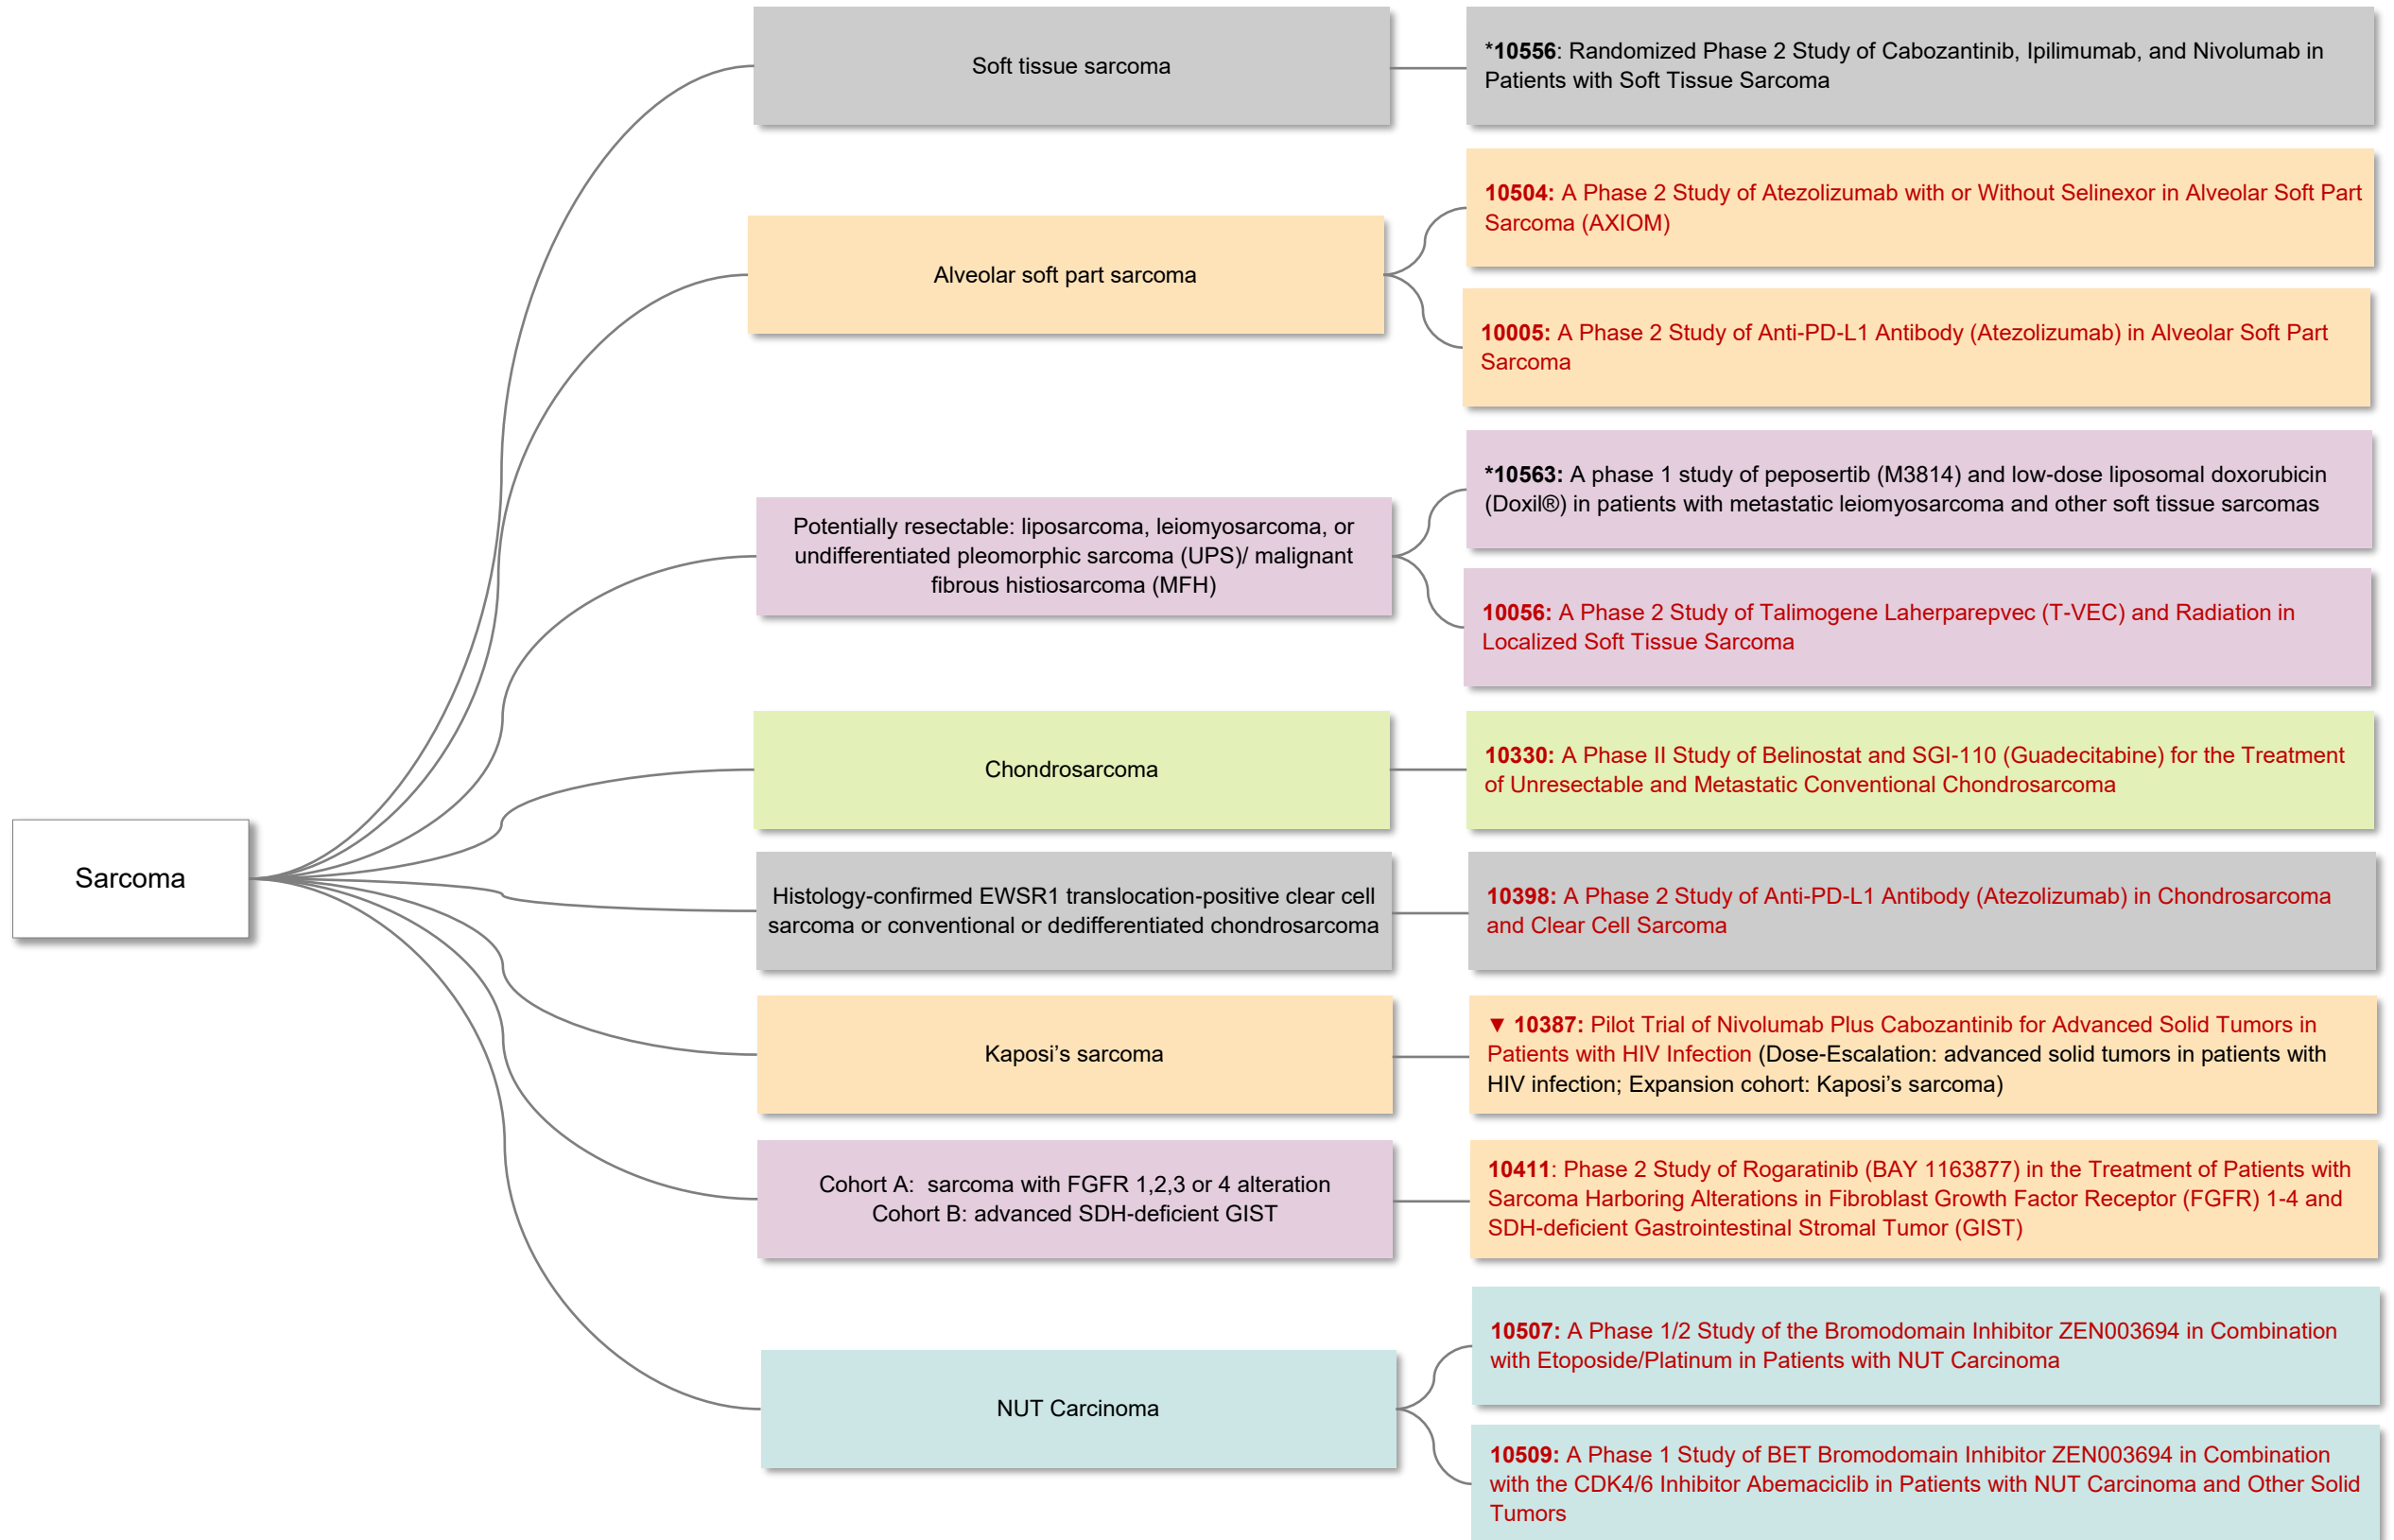 Sarcoma
Soft tissue sarcoma
*10556: Randomized Phase 2 Study of Cabozantinib, Ipilimumab, and Nivolumab in
Patients with Soft Tissue Sarcoma
Alveolar soft part sarcoma
10504: A Phase 2 Study of Atezolizumab with or Without Selinexor in Alveolar Soft Part
Sarcoma (AXIOM)
10005: A Phase 2 Study of Anti-PD-L1 Antibody (Atezolizumab) in Alveolar Soft Part
Sarcoma
Potentially resectable: liposarcoma, leiomyosarcoma, or
undifferentiated pleomorphic sarcoma (UPS)/ malignant
fibrous histiosarcoma (MFH)
*10563: A phase 1 study of peposertib (M3814) and low-dose liposomal doxorubicin
(Doxil®) in patients with metastatic leiomyosarcoma and other soft tissue sarcomas
10056: A Phase 2 Study of Talimogene Laherparepvec (T-VEC) and Radiation in
Localized Soft Tissue Sarcoma
Chondrosarcoma
10330: A Phase II Study of Belinostat and SGI-110 (Guadecitabine) for the Treatment
of Unresectable and Metastatic Conventional Chondrosarcoma
Histology-confirmed EWSR1 translocation-positive clear cell
sarcoma or conventional or dedifferentiated chondrosarcoma
10398: A Phase 2 Study of Anti-PD-L1 Antibody (Atezolizumab) in Chondrosarcoma
and Clear Cell Sarcoma
Kaposi’s sarcoma
▼ 10387: Pilot Trial of Nivolumab Plus Cabozantinib for Advanced Solid Tumors in
Patients with HIV Infection (Dose-Escalation: advanced solid tumors in patients with
HIV infection; Expansion cohort: Kaposi’s sarcoma)
Cohort A: sarcoma with FGFR 1,2,3 or 4 alteration
Cohort B: advanced SDH-deficient GIST
10411: Phase 2 Study of Rogaratinib (BAY 1163877) in the Treatment of Patients with
Sarcoma Harboring Alterations in Fibroblast Growth Factor Receptor (FGFR) 1-4 and
SDH-deficient Gastrointestinal Stromal Tumor (GIST)
NUT Carcinoma
10507: A Phase 1/2 Study of the Bromodomain Inhibitor ZEN003694 in Combination
with Etoposide/Platinum in Patients with NUT Carcinoma
10509: A Phase 1 Study of BET Bromodomain Inhibitor ZEN003694 in Combination
with the CDK4/6 Inhibitor Abemaciclib in Patients with NUT Carcinoma and Other Solid
Tumors